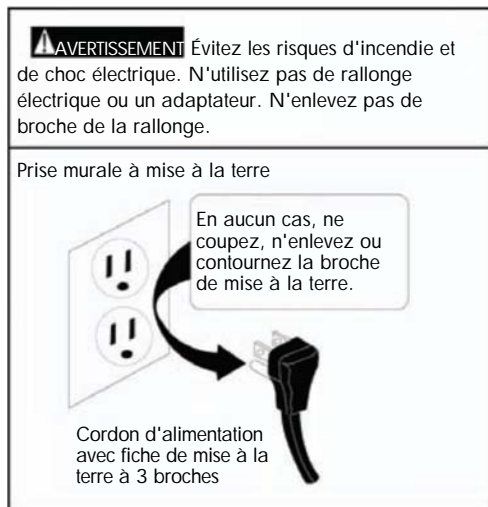 AVERTISSEMENT Évitez les risques d'incendie et
de choc électrique. N'utilisez pas de rallonge
électrique ou un adaptateur. N'enlevez pas de
broche de la rallonge.
Prise murale à mise à la terre
En aucun cas, ne
coupez, n'enlevez ou
contournez la broche
de mise à la terre.
Cordon d'alimentation
avec fiche de mise à la
terre à 3 broches